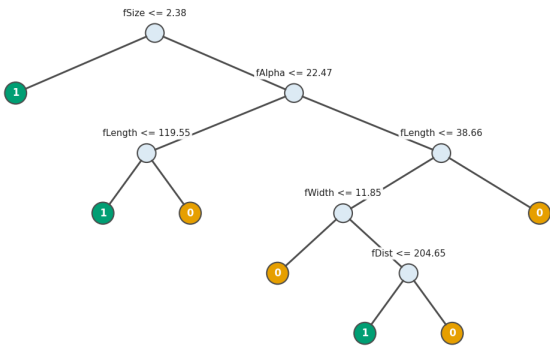 fSize <= 2.38
fAlpha <= 22.47
1
fLength <= 119.55
fLength <= 38.66
fWidth <= 11.85
1
0
0
fDist <= 204.65
0
1
0